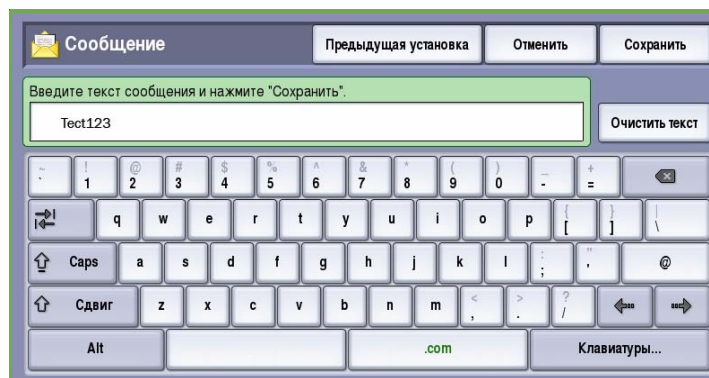 Сообщение Предыдущая установка Отменить Сохранить
Введите текст сообщения и нажмите "Сохранить".
Тест123 Очистить текст
~ ! @ # $ % ^ & * ( ) _ +
` 1 2 3 4 5 6 7 8 9 0 - =
q w e r t y u i o p { [ } ] | \
Caps a s d f g h j k l : ; " ' @
Сдвиг z x c v b n m < , > . ? /
Alt .com Клавиатуры...